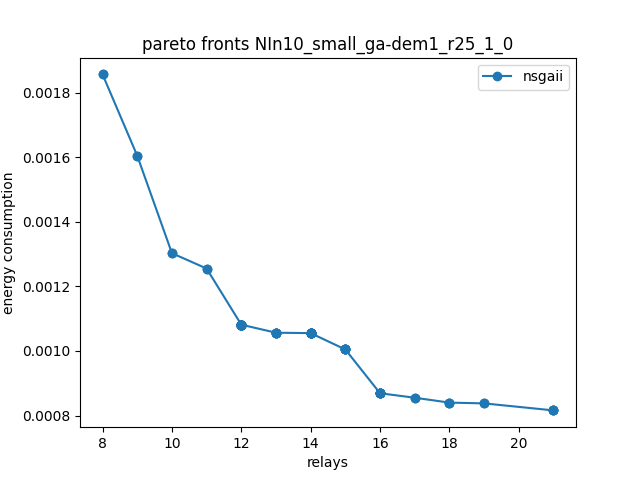 pareto fronts NIn10_small_ga-dem1_r25_1_0
nsgaii
0.0018
0.0016
0.0014
0.0012
0.0010
0.0008
energy consumption
8 10 12 14 16 18 20
relays